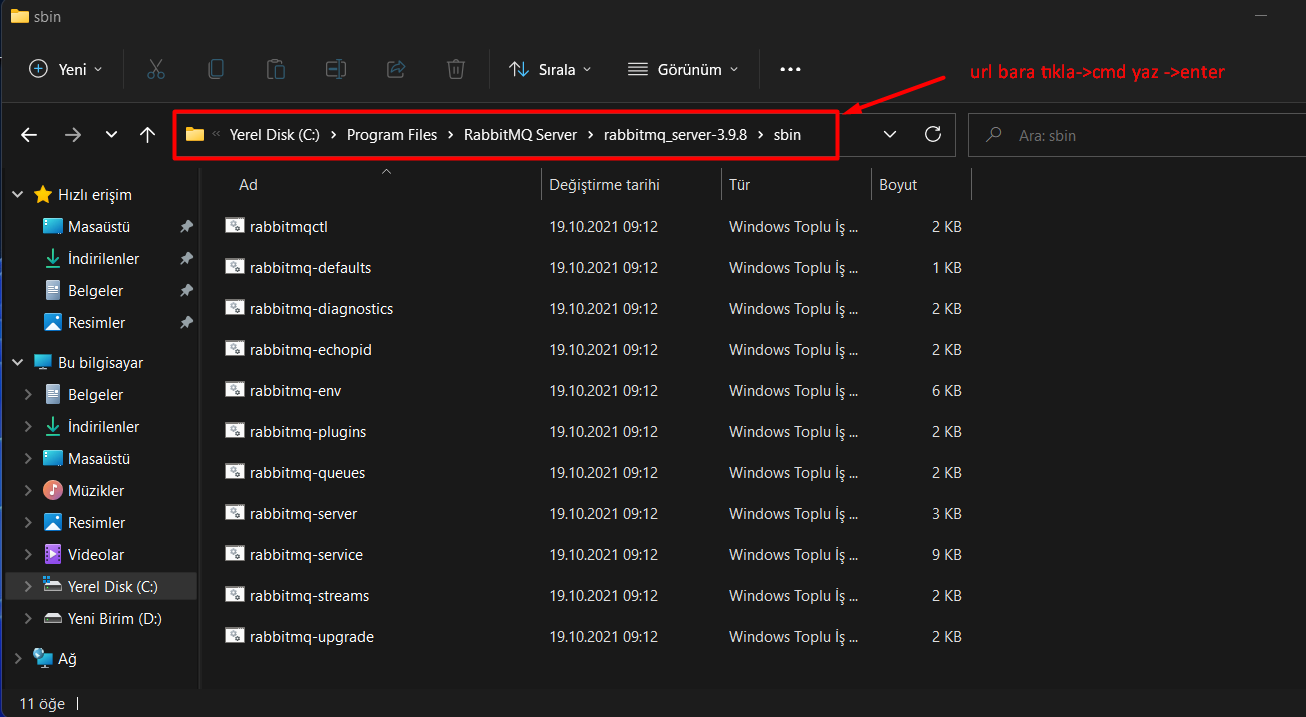 sbin
Yeni Sırala Görünüm
url bara tıkla->cmd yaz ->enter
« Yerel Disk (C:) > Program Files > RabbitMQ Server > rabbitmq_server-3.9.8 > sbin
Ara: sbin
Hızlı erişim
Masaüstü
İndirilenler
Belgeler
Resimler
Bu bilgisayar
Belgeler
İndirilenler
Masaüstü
Müzikler
Resimler
Videolar
Yerel Disk (C:)
Yeni Birim (D:)
Ağ
Ad Değiştirme tarihi Tür Boyut
rabbitmqctl 19.10.2021 09:12 Windows Toplu İş ... 2 KB
rabbitmq-defaults 19.10.2021 09:12 Windows Toplu İş ... 1 KB
rabbitmq-diagnostics 19.10.2021 09:12 Windows Toplu İş ... 2 KB
rabbitmq-echopid 19.10.2021 09:12 Windows Toplu İş ... 2 KB
rabbitmq-env 19.10.2021 09:12 Windows Toplu İş ... 6 KB
rabbitmq-plugins 19.10.2021 09:12 Windows Toplu İş ... 2 KB
rabbitmq-queues 19.10.2021 09:12 Windows Toplu İş ... 2 KB
rabbitmq-server 19.10.2021 09:12 Windows Toplu İş ... 3 KB
rabbitmq-service 19.10.2021 09:12 Windows Toplu İş ... 9 KB
rabbitmq-streams 19.10.2021 09:12 Windows Toplu İş ... 2 KB
rabbitmq-upgrade 19.10.2021 09:12 Windows Toplu İş ... 2 KB
11 öğe